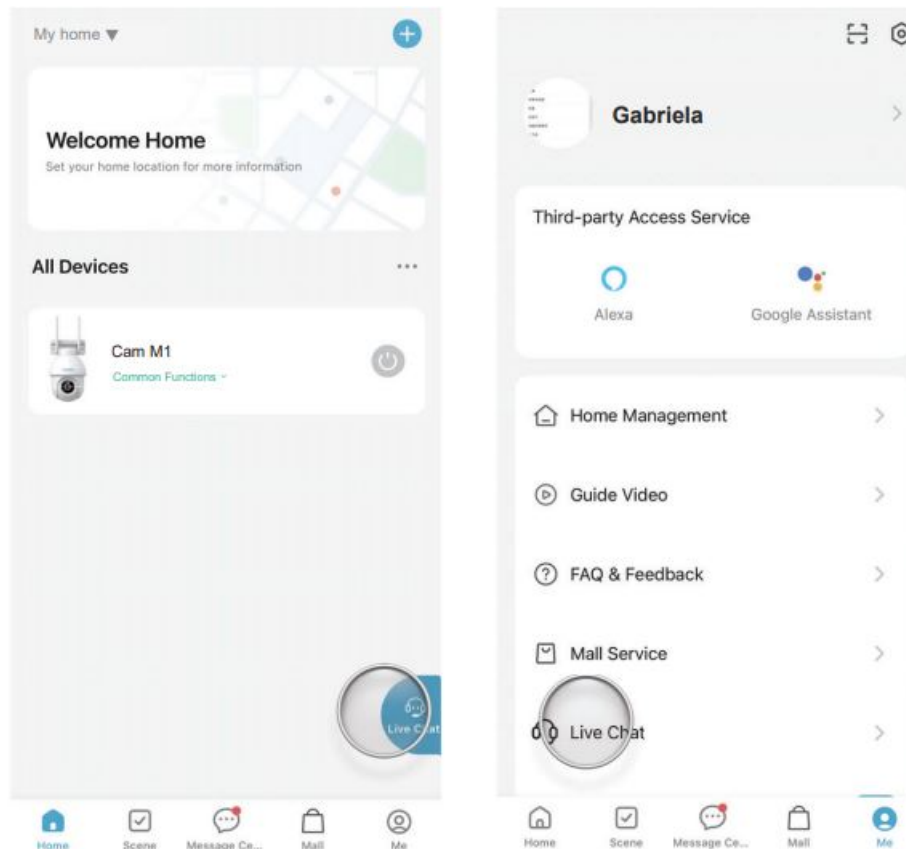 My home ▼
Welcome Home
Set your home location for more information
All Devices
Cam M1
Common Functions
Live Chat
Home
Scene
Message Ce...
Mall
Me
Gabriela
Third-party Access Service
Alexa
Google Assistant
Home Management
Guide Video
FAQ & Feedback
Mall Service
Live Chat
Home
Scene
Message Ce...
Mall
Me